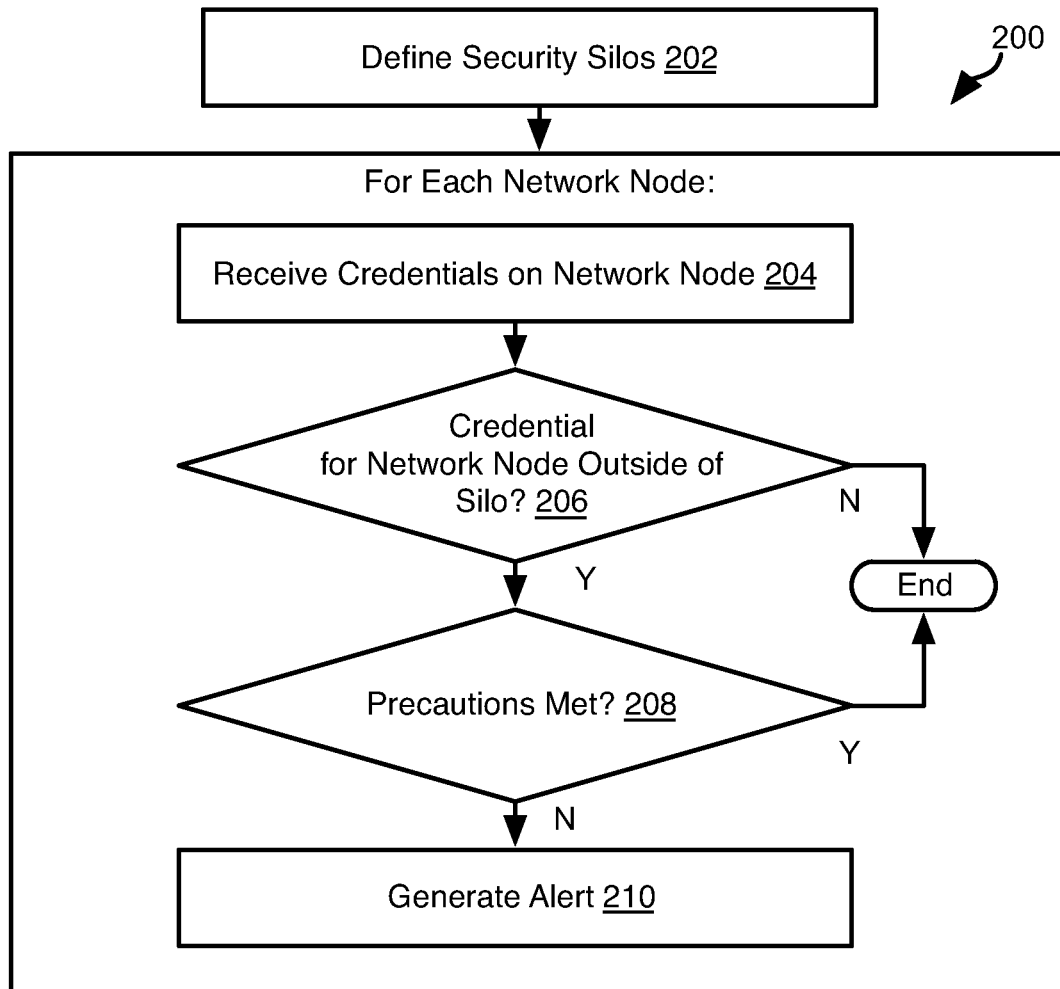 Define Security Silos 202
200
For Each Network Node:
Receive Credentials on Network Node 204
Credential
for Network Node Outside of
Silo? 206
N
Y
End
Precautions Met? 208
Y
N
Generate Alert 210